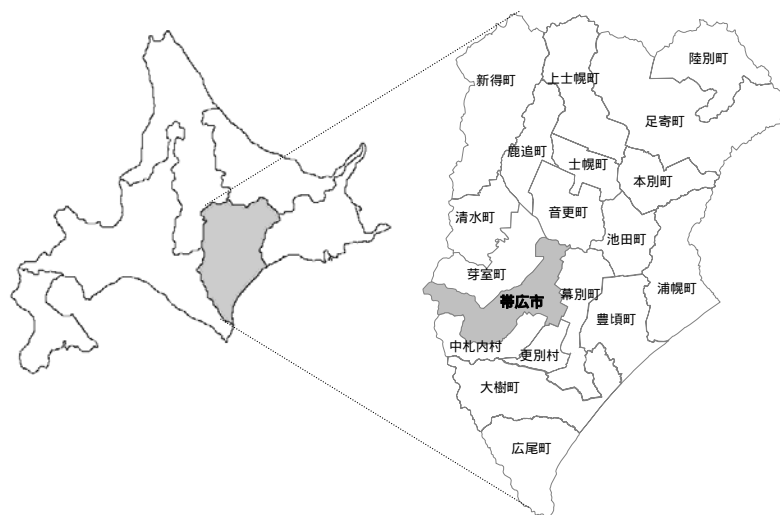 陸別町
新得町
上士幌町
足寄町
鹿追町
士幌町
本別町
清水町
音更町
池田町
芽室町
浦幌町
帯広市
幕別町
豊頃町
中札内村
更別村
大樹町
広尾町